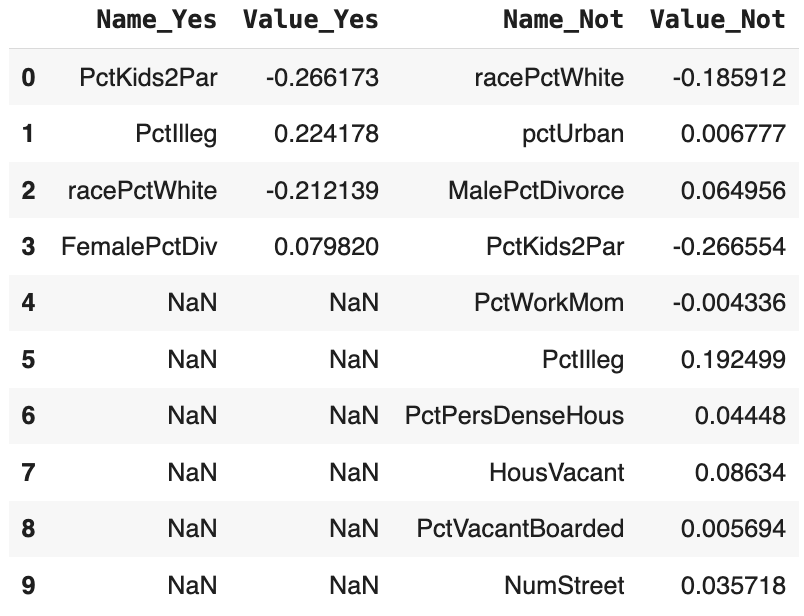 Name_Yes Value_Yes Name_Not Value_Not
0 PctKids2Par -0.266173 racePctWhite -0.185912
1 PctIlleg 0.224178 pctUrban 0.006777
2 racePctWhite -0.212139 MalePctDivorce 0.064956
3 FemalePctDiv 0.079820 PctKids2Par -0.266554
4 NaN NaN PctWorkMom -0.004336
5 NaN NaN PctIlleg 0.192499
6 NaN NaN PctPersDenseHous 0.04448
7 NaN NaN HousVacant 0.08634
8 NaN NaN PctVacantBoarded 0.005694
9 NaN NaN NumStreet 0.035718